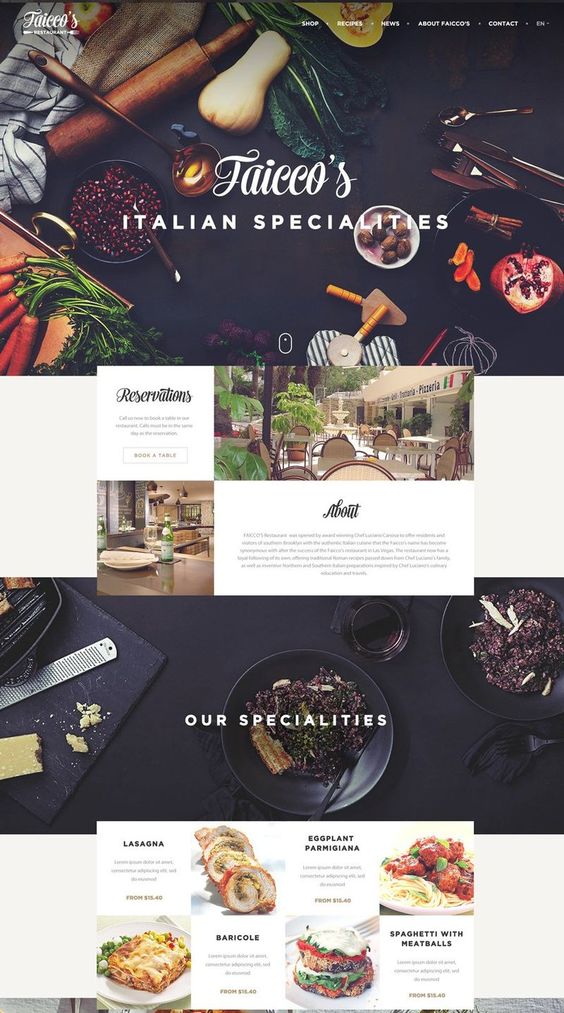 Faicco's
RESTAURANT
SHOP
RECIPES
NEWS
ABOUT FAICCO'S
CONTACT
EN
Faicco's
ITALIAN SPECIALITIES
Reservations
Call us now to book a table in our
restaurant. Calls must be in the same
day as the reservation.
BOOK A TABLE
Grill - Trattoria - Pizzeria
About
FAICCO'S Restaurant was opened by award winning Chef Luciano Canosa to offer residents and
visitors of southern Brooklyn with the authentic Italian cuisine that the Faicco's name has become
synonymous with after the success of the Faicco's restaurant in Las Vegas. The restaurant now has a
loyal following of its own, offering traditional Roman recipes passed down from Chef Luciano's family,
as well as inventive Northern and Southern Italian preparations inspired by Chef Luciano's culinary
education and travels.
OUR SPECIALITIES
LASAGNA
Lorem ipsum dolor sit amet,
consectetur adipiscing elit, sed
do eiusmod
FROM $15.40
EGGPLANT
PARMIGIANA
Lorem ipsum dolor sit amet,
consectetur adipiscing elit, sed
do eiusmod
FROM $15.40
BARICOLE
Lorem ipsum dolor sit amet,
consectetur adipiscing elit, sed
do eiusmod
FROM $15.40
SPAGHETTI WITH
MEATBALLS
Lorem ipsum dolor sit amet,
consectetur adipiscing elit, sed
do eiusmod
FROM $15.40